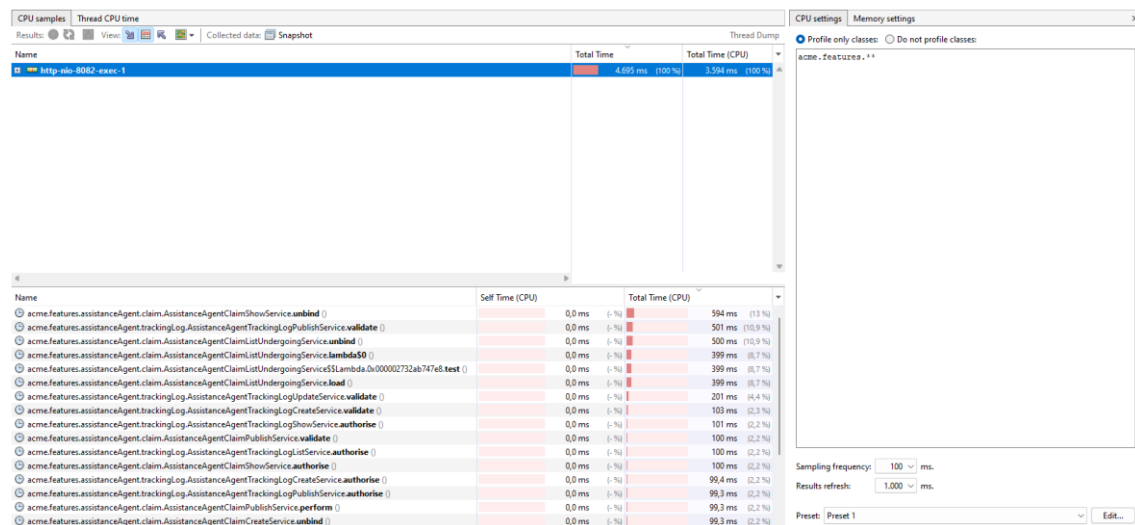 CPU samples Thread CPU time
Results: View: Collected data: Snapshot Thread Dump
Name Total Time Total Time (CPU)
http-nio-8082-exec-1 4.695 ms (100 %) 3.594 ms (100 %)
Name Self Time (CPU) Total Time (CPU)
acme.features.assistanceAgent.claim.AssistanceAgentClaimShowService.unbind () 0,0 ms (- %) 594 ms (13 %)
acme.features.assistanceAgent.trackingLog.AssistanceAgentTrackingLogPublishService.validate () 0,0 ms (- %) 501 ms (10,9 %)
acme.features.assistanceAgent.claim.AssistanceAgentClaimListUndergoingService.unbind () 0,0 ms (- %) 500 ms (10,9 %)
acme.features.assistanceAgent.claim.AssistanceAgentClaimListUndergoingService.lambda$0 () 0,0 ms (- %) 399 ms (8,7 %)
acme.features.assistanceAgent.claim.AssistanceAgentClaimListUndergoingService$$Lambda.0x000002732ab747e8.test () 0,0 ms (- %) 399 ms (8,7 %)
acme.features.assistanceAgent.claim.AssistanceAgentClaimListUndergoingService.load () 0,0 ms (- %) 399 ms (8,7 %)
acme.features.assistanceAgent.trackingLog.AssistanceAgentTrackingLogUpdateService.validate () 0,0 ms (- %) 201 ms (4,4 %)
acme.features.assistanceAgent.trackingLog.AssistanceAgentTrackingLogCreateService.validate () 0,0 ms (- %) 103 ms (2,3 %)
acme.features.assistanceAgent.trackingLog.AssistanceAgentTrackingLogShowService.authorise () 0,0 ms (- %) 101 ms (2,2 %)
acme.features.assistanceAgent.claim.AssistanceAgentClaimPublishService.validate () 0,0 ms (- %) 100 ms (2,2 %)
acme.features.assistanceAgent.trackingLog.AssistanceAgentTrackingLogListService.authorise () 0,0 ms (- %) 100 ms (2,2 %)
acme.features.assistanceAgent.claim.AssistanceAgentClaimShowService.authorise () 0,0 ms (- %) 100 ms (2,2 %)
acme.features.assistanceAgent.trackingLog.AssistanceAgentTrackingLogCreateService.authorise () 0,0 ms (- %) 99,4 ms (2,2 %)
acme.features.assistanceAgent.trackingLog.AssistanceAgentTrackingLogPublishService.authorise () 0,0 ms (- %) 99,3 ms (2,2 %)
acme.features.assistanceAgent.claim.AssistanceAgentClaimPublishService.perform () 0,0 ms (- %) 99,3 ms (2,2 %)
acme.features.assistanceAgent.claim.AssistanceAgentClaimCreateService.unbind () 0,0 ms (- %) 99,3 ms (2,2 %)
CPU settings Memory settings
Profile only classes: Do not profile classes:
acme.features.**
Sampling frequency: 100 ms.
Results refresh: 1.000 ms.
Preset: Preset 1 Edit...